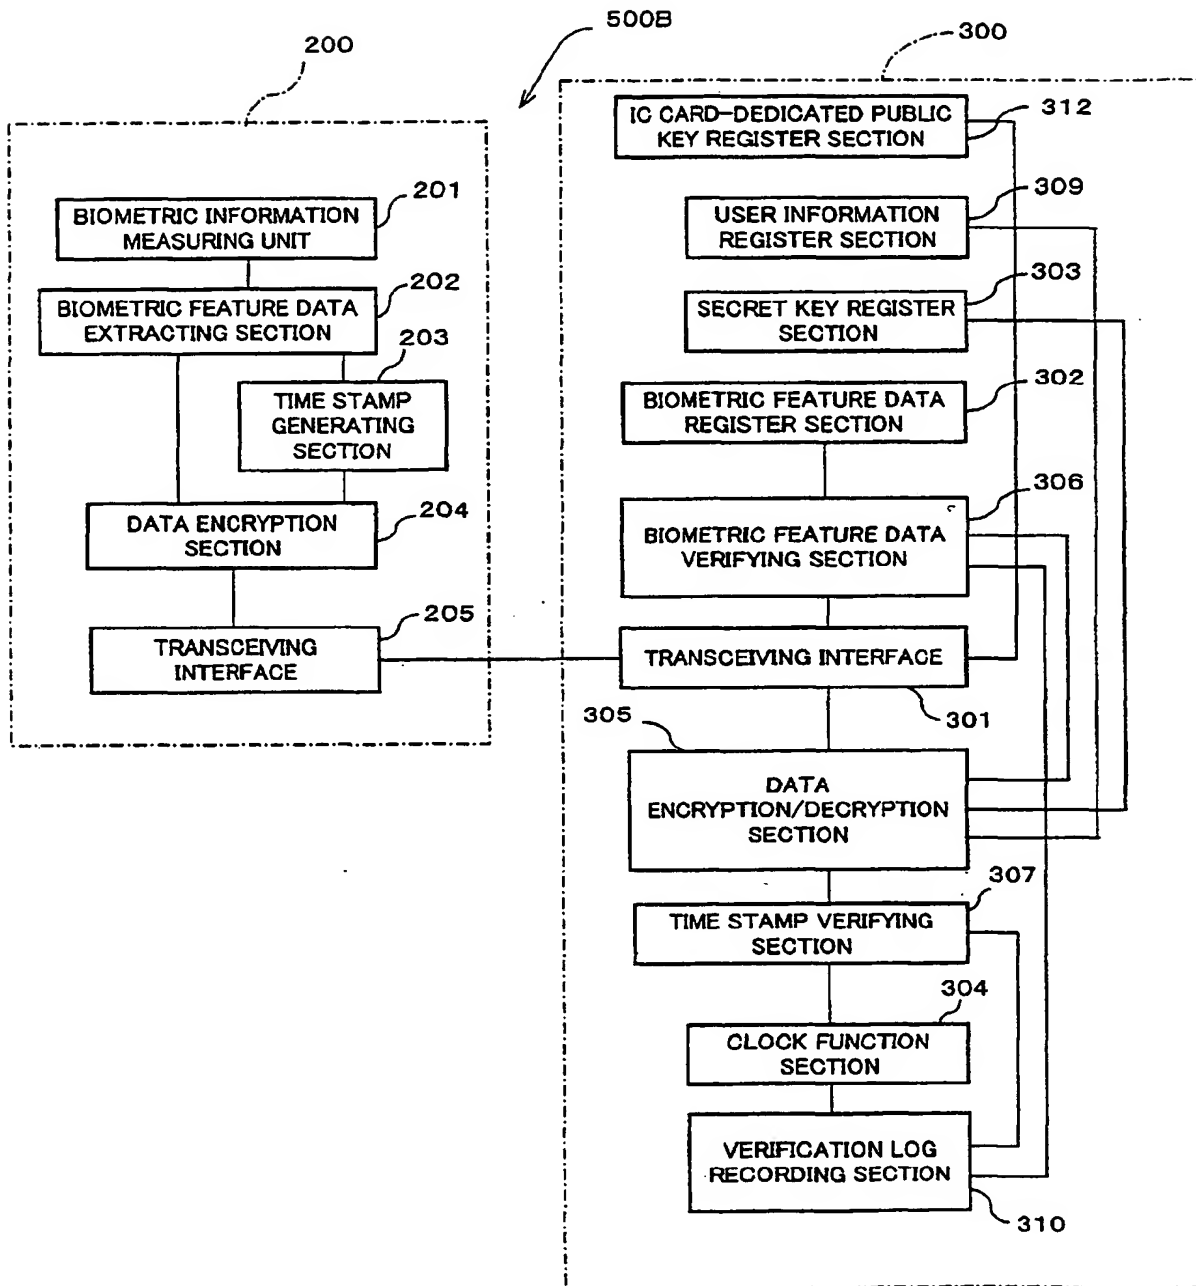 500B
200
300
IC CARD-DEDICATED PUBLIC
KEY REGISTER SECTION
312
BIOMETRIC INFORMATION
MEASURING UNIT
201
USER INFORMATION
REGISTER SECTION
309
BIOMETRIC FEATURE DATA
EXTRACTING SECTION
202
SECRET KEY REGISTER
SECTION
303
TIME STAMP
GENERATING
SECTION
203
BIOMETRIC FEATURE DATA
REGISTER SECTION
302
DATA ENCRYPTION
SECTION
204
BIOMETRIC FEATURE DATA
VERIFYING SECTION
306
TRANSCEIVING
INTERFACE
205
TRANSCEIVING INTERFACE
301
305
DATA
ENCRYPTION/DECRYPTION
SECTION
307
TIME STAMP VERIFYING
SECTION
304
CLOCK FUNCTION
SECTION
VERIFICATION LOG
RECORDING SECTION
310